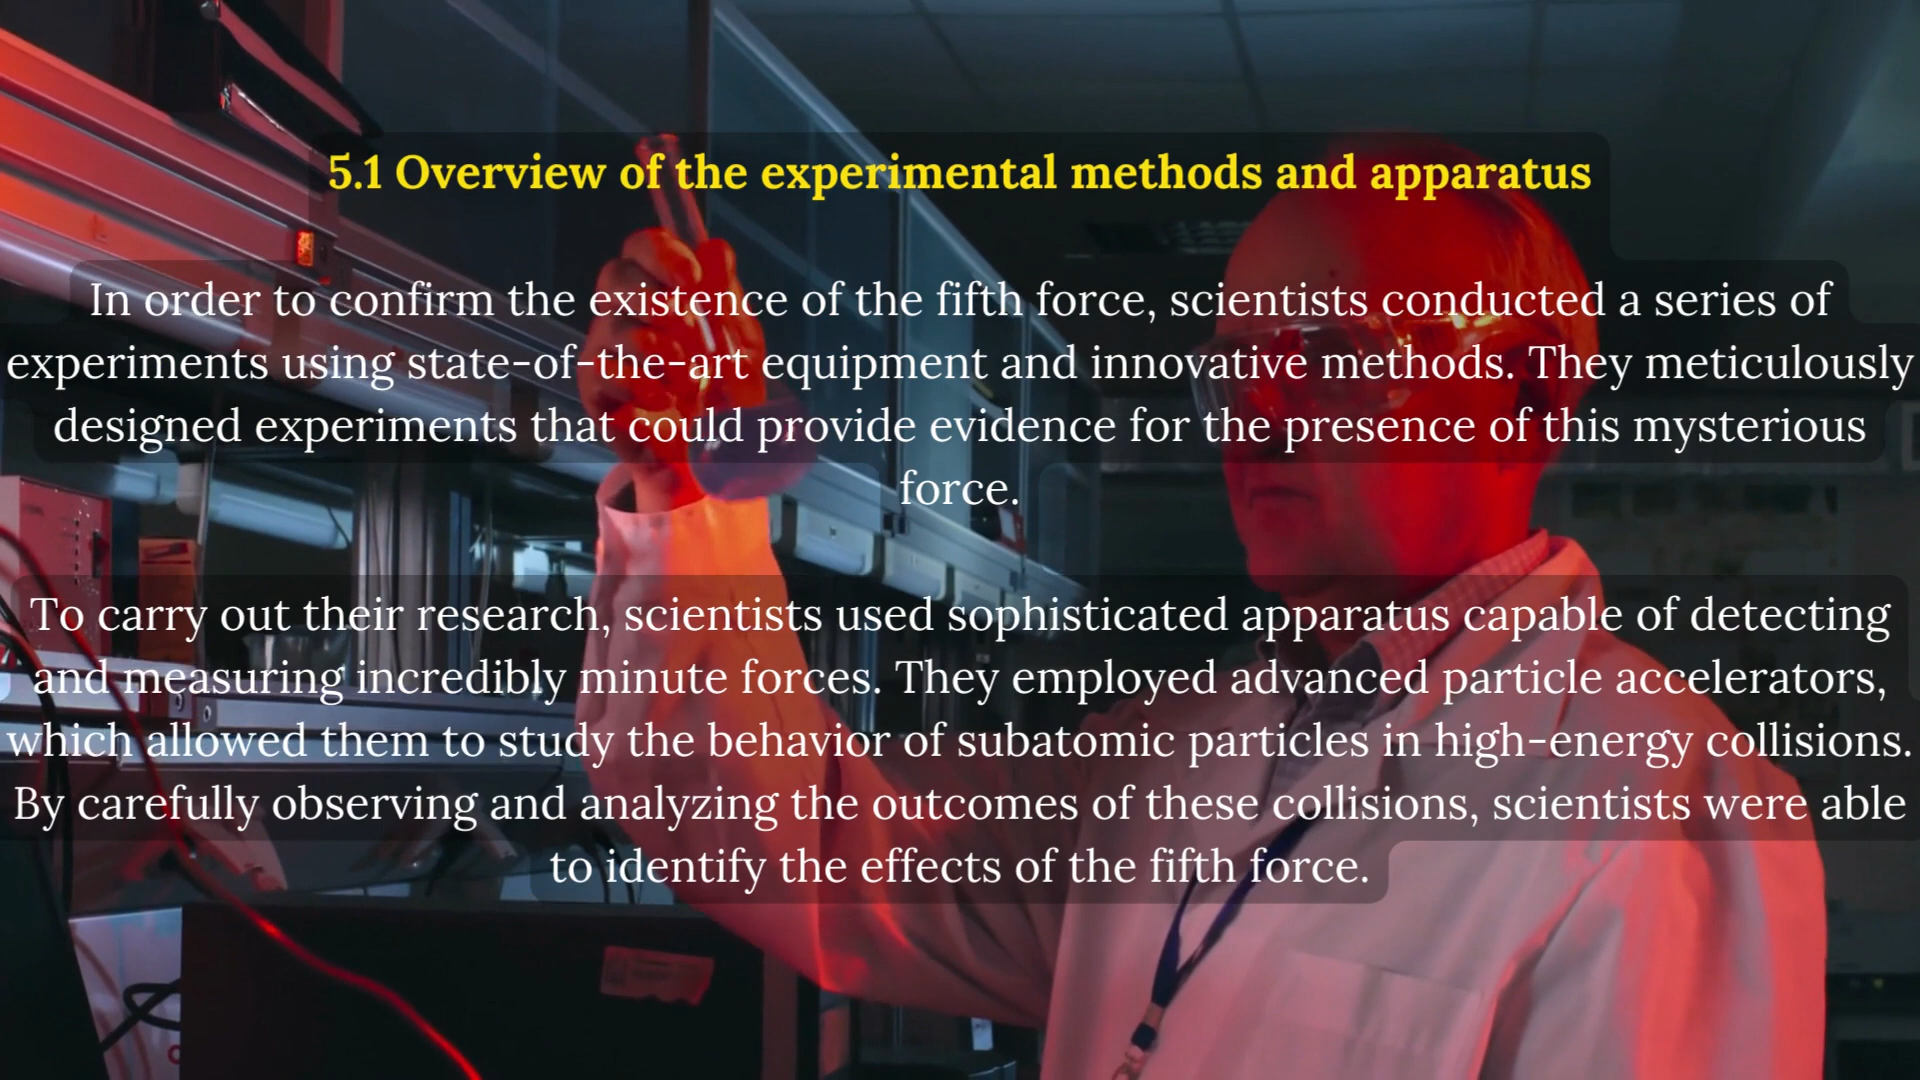 5.1 Overview of the experimental methods and apparatus
In order to confirm the existence of the fifth force, scientists conducted a series of
experiments using state-of-the-art equipment and innovative methods. They meticulously
designed experiments that could provide evidence for the presence of this mysterious
force.
To carry out their research, scientists used sophisticated apparatus capable of detecting
and measuring incredibly minute forces. They employed advanced particle accelerators,
which allowed them to study the behavior of subatomic particles in high-energy collisions.
By carefully observing and analyzing the outcomes of these collisions, scientists were able
to identify the effects of the fifth force.